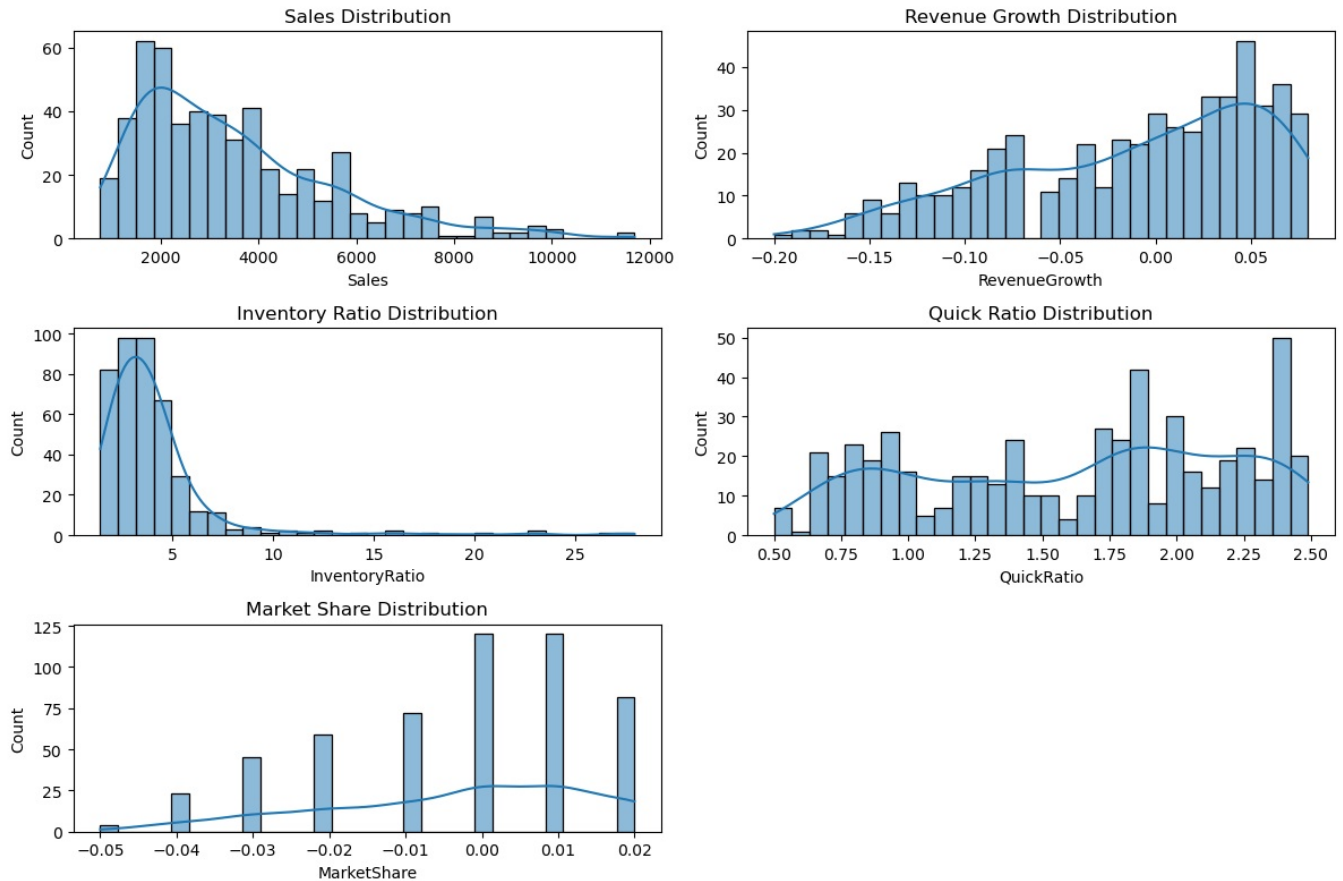 Sales Distribution
60
40
20
0
Count
2000 4000 6000 8000 10000 12000
Sales
Revenue Growth Distribution
40
30
20
10
0
Count
−0.20 −0.15 −0.10 −0.05 0.00 0.05
RevenueGrowth
Inventory Ratio Distribution
100
80
60
40
20
0
Count
5 10 15 20 25
InventoryRatio
Quick Ratio Distribution
50
40
30
20
10
0
Count
0.50 0.75 1.00 1.25 1.50 1.75 2.00 2.25 2.50
QuickRatio
Market Share Distribution
125
100
75
50
25
0
Count
−0.05 −0.04 −0.03 −0.02 −0.01 0.00 0.01 0.02
MarketShare